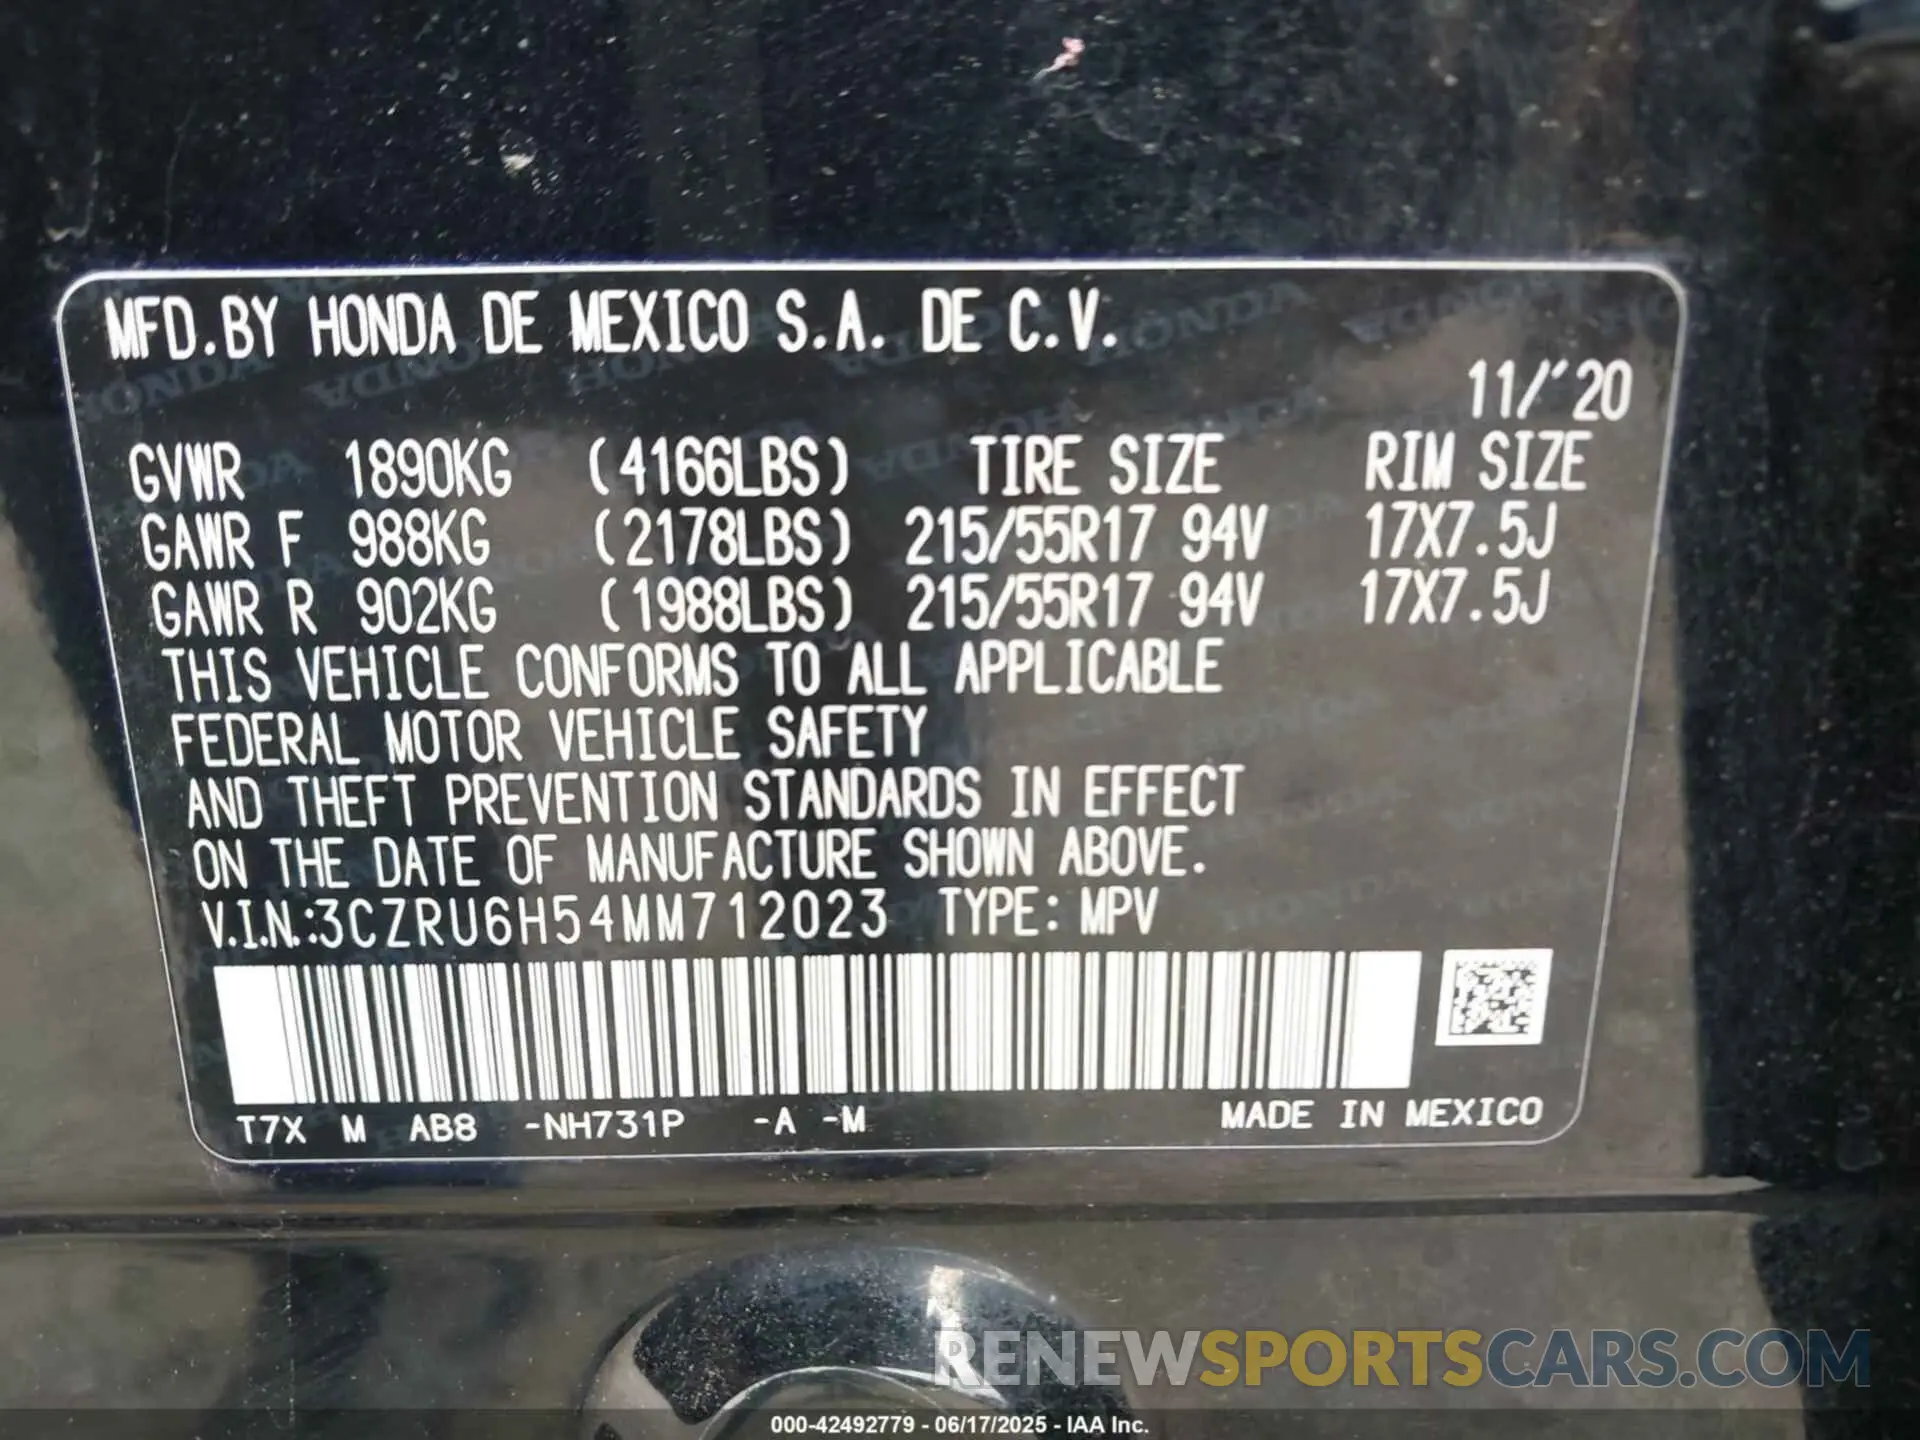 MFD.BY HONDA DE MEXICO S.A. DE C.V.
11/"20
GVWR 1890KG (4166LBS) TIRE SIZE RIM SIZE
GAWR F 988KG (2178LBS) 215/55R17 94V 17X7.5J
GAWR R 902KG (1988LBS) 215/55R17 94V 17X7.5J
THIS VEHICLE CONFORMS TO ALL APPLICABLE
FEDERAL MOTOR VEHICLE SAFETY
AND THEFT PREVENTION STANDARDS IN EFFECT
ON THE DATE OF MANUFACTURE SHOWN ABOVE.
V.I.N.:3CZRU6H54MM712023 TYPE: MPV
T7X M AB8 -NH731P -A -M MADE IN MEXICO
RENEWSPORTSCARS.COM
000-42492779 - 06/17/2025 - IAA Inc.